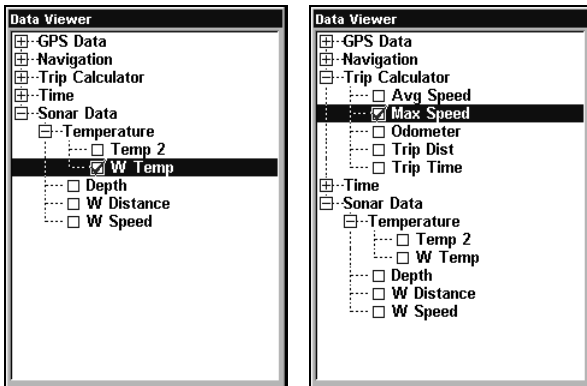 Data Viewer
GPS Data
Navigation
Trip Calculator
Time
Sonar Data
Temperature
Temp 2
W Temp
Depth
W Distance
W Speed
Data Viewer
GPS Data
Navigation
Trip Calculator
Avg Speed
Max Speed
Odometer
Trip Dist
Trip Time
Time
Sonar Data
Temperature
Temp 2
W Temp
Depth
W Distance
W Speed